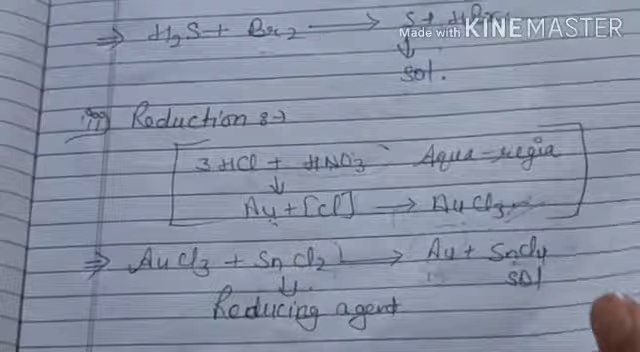 ⇒ H₂S + Br₂ ⟶ S + HBr
Made with KINEMASTER
↓
sol.
iii) Reduction :→
3HCl + HNO₃ Aqua-regia
↓
Au + [Cl] → AuCl₃
⇒ AuCl₃ + SnCl₂ ⟶ Au + SnCl₄
↓ sol
Reducing agent